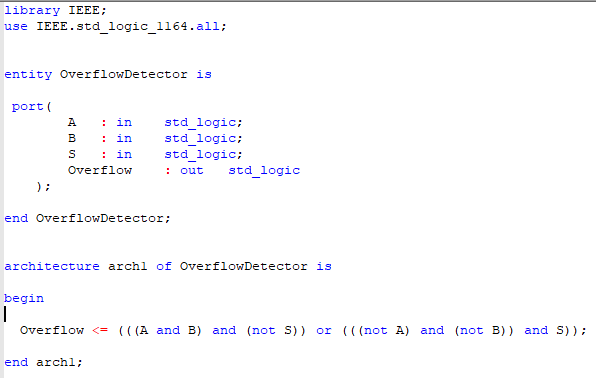 library IEEE;
use IEEE.std_logic_1164.all;
entity OverflowDetector is
port(
A : in std_logic;
B : in std_logic;
S : in std_logic;
Overflow : out std_logic
);
end OverflowDetector;
architecture arch1 of OverflowDetector is
begin
Overflow <= (((A and B) and (not S)) or (((not A) and (not B)) and S));
end arch1;